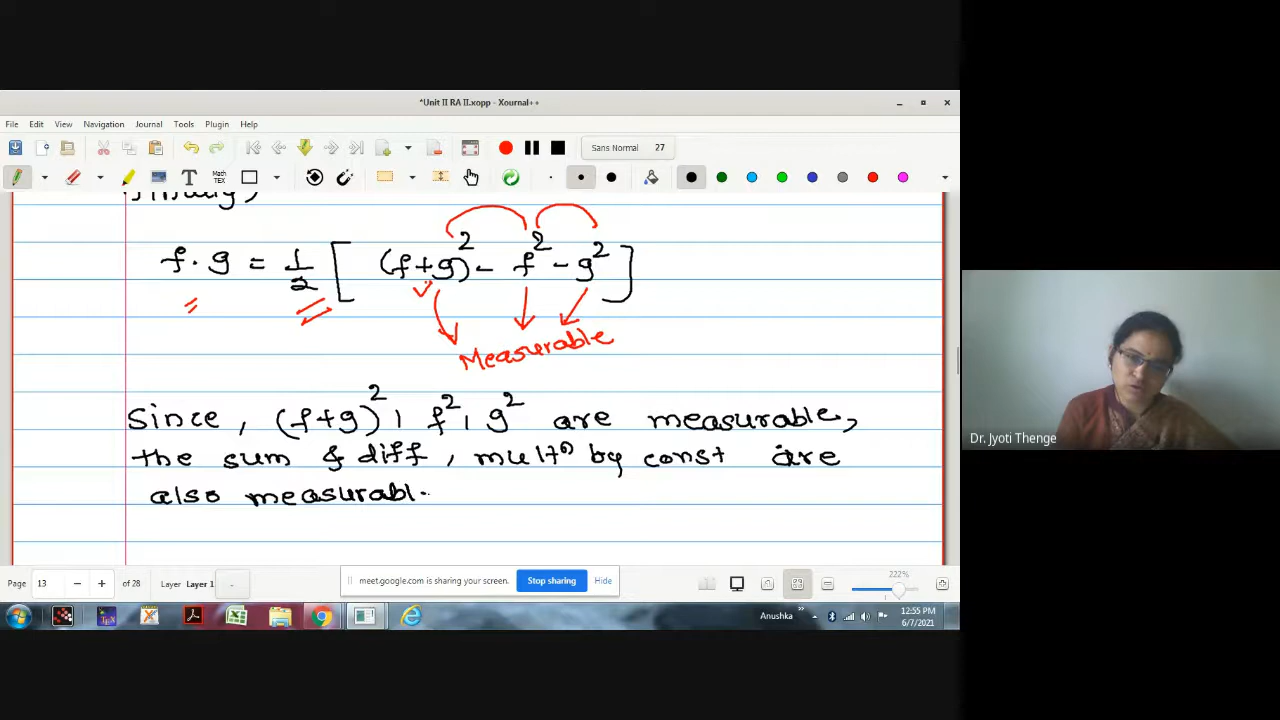 *Unit II RA II.xopp - Xournal++
File Edit View Navigation Journal Tools Plugin Help
Sans Normal 27
T Math TEX
f.g = 1/2 [ (f+g)² - f² - g² ]
Measurable
Since, (f+g)², f², g² are measurable,
the sum & diff, multⁿ by const are
also measurabl.
Dr. Jyoti Thenge
Page 13 of 28 Layer Layer 1
meet.google.com is sharing your screen. Stop sharing Hide
222%
Anushka
12:55 PM
6/7/2021